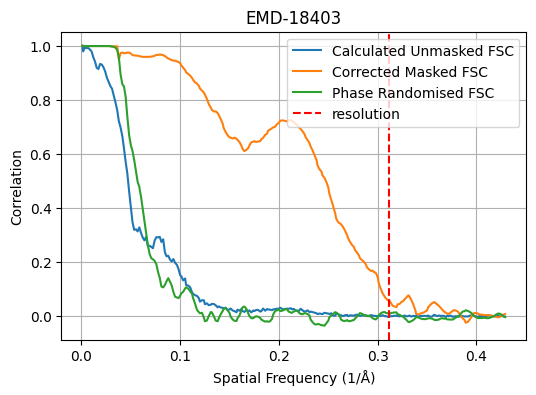 EMD-18403
Calculated Unmasked FSC
Corrected Masked FSC
Phase Randomised FSC
resolution
Correlation
1.0
0.8
0.6
0.4
0.2
0.0
0.0 0.1 0.2 0.3 0.4
Spatial Frequency (1/Å)